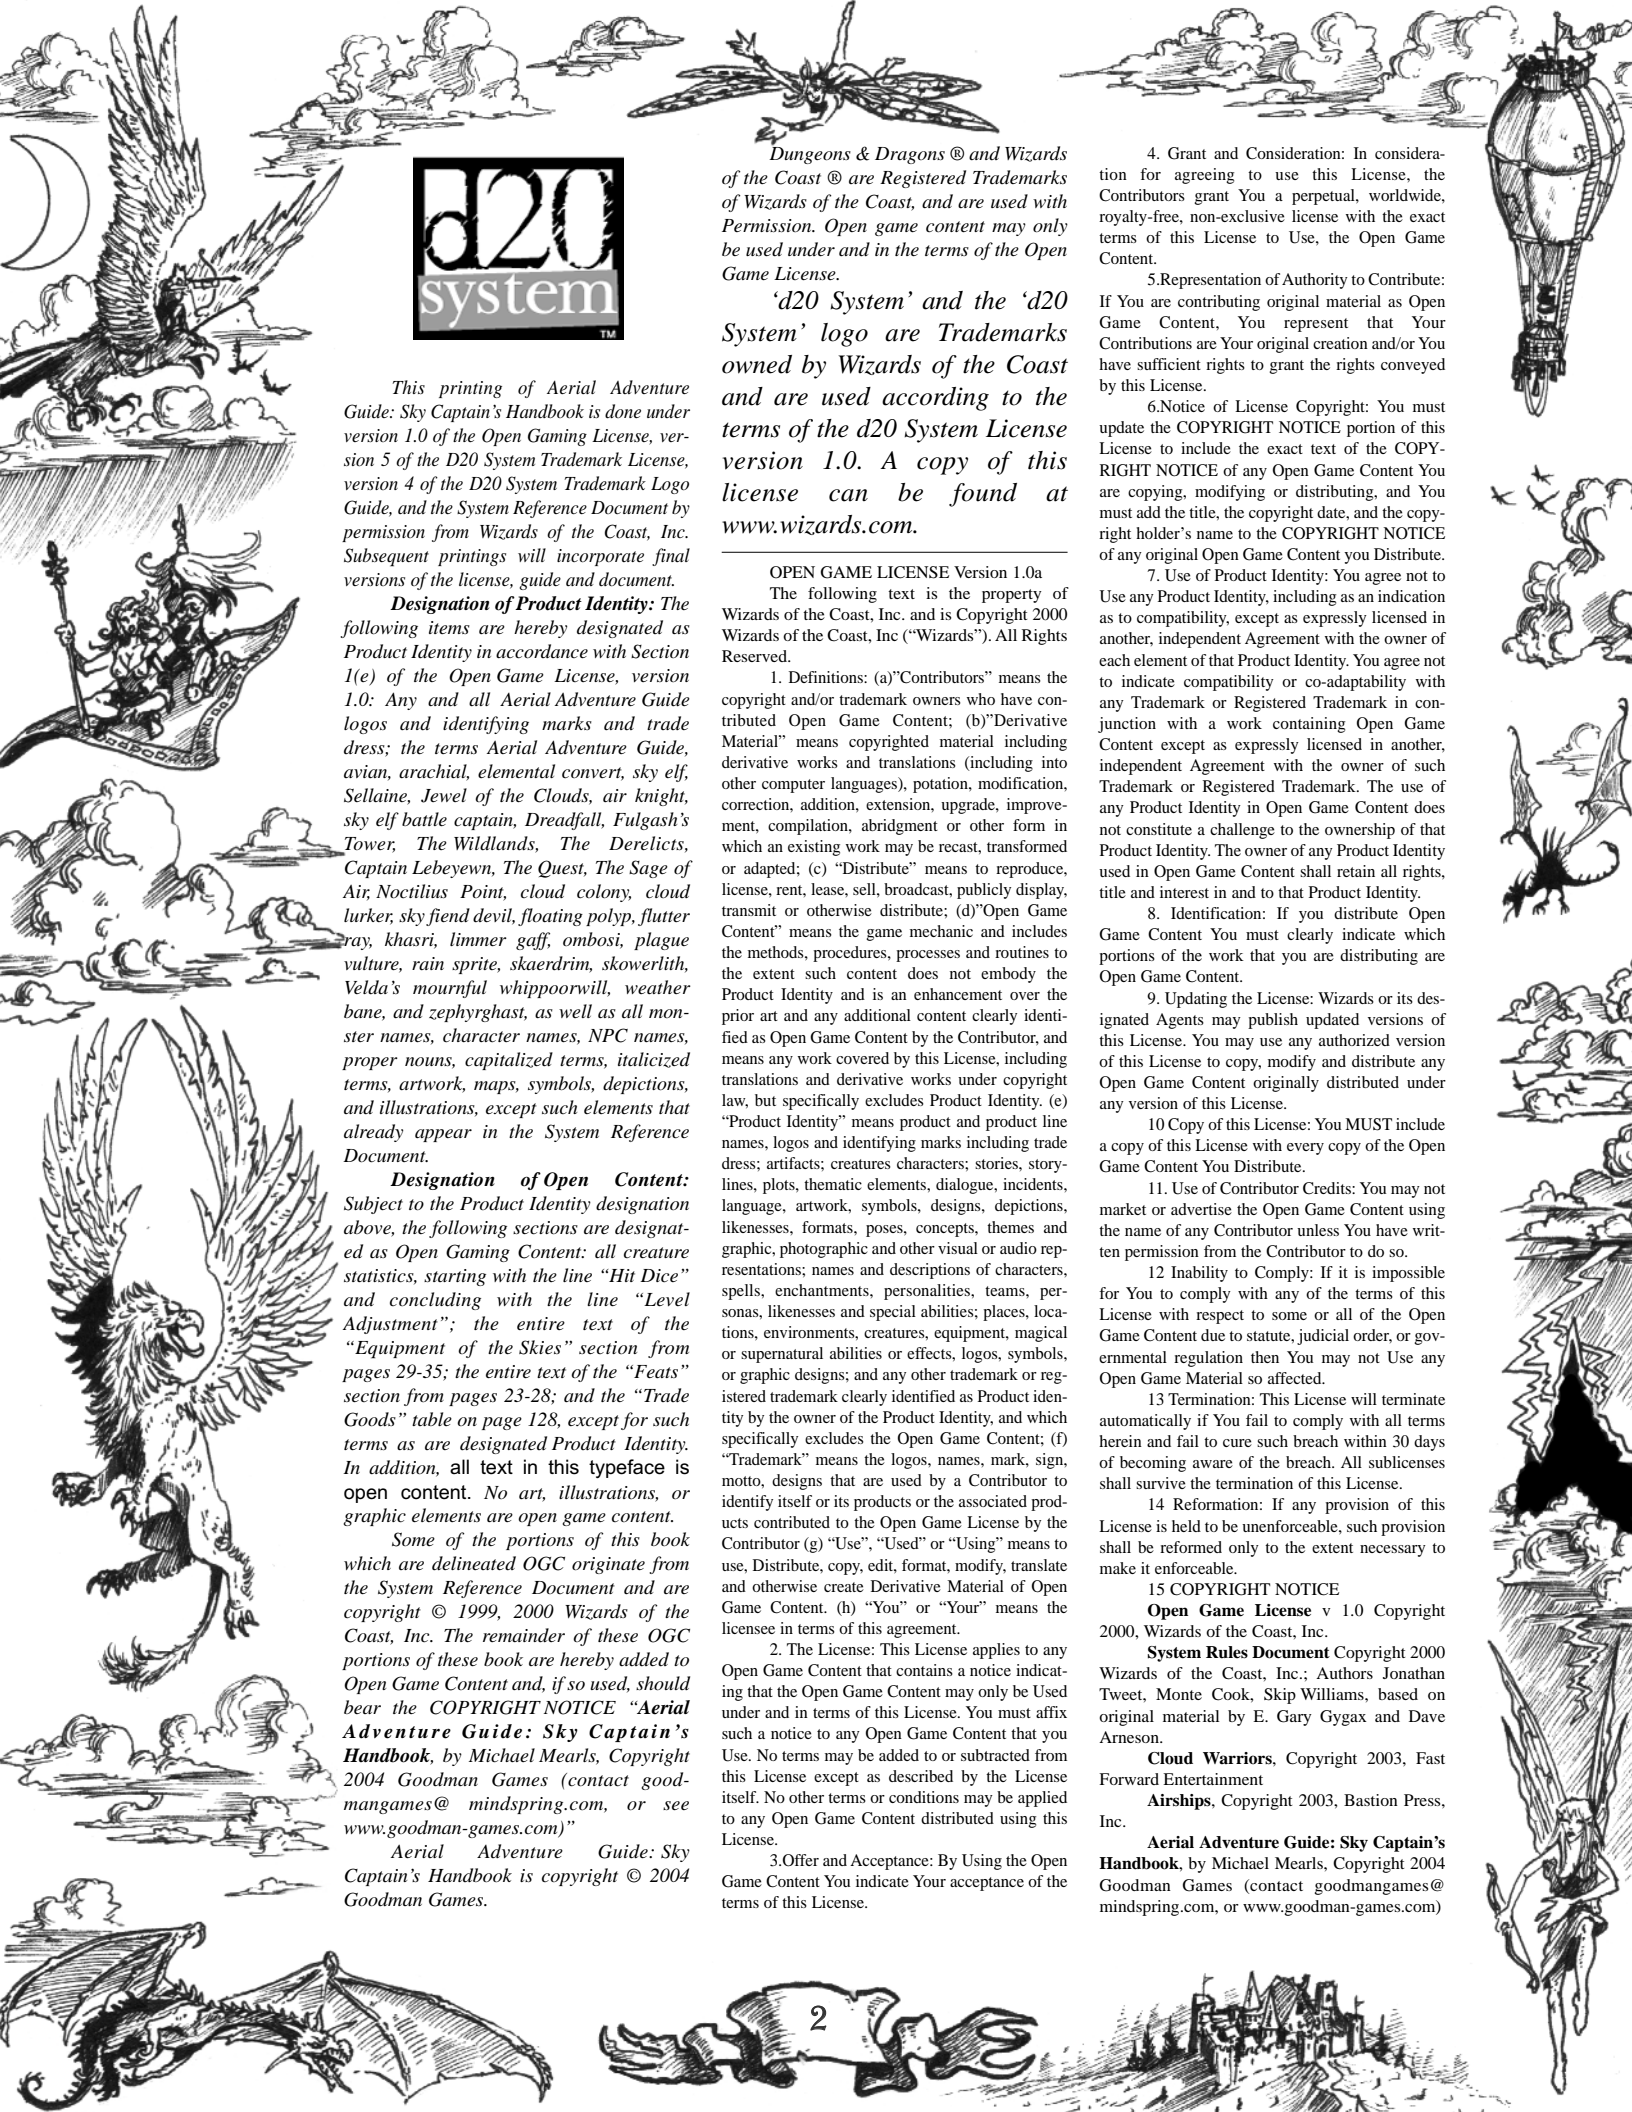 d20
system
TM
This printing of Aerial Adventure
Guide: Sky Captain's Handbook is done under
version 1.0 of the Open Gaming License, ver-
sion 5 of the D20 System Trademark License,
version 4 of the D20 System Trademark Logo
Guide, and the System Reference Document by
permission from Wizards of the Coast, Inc.
Subsequent printings will incorporate final
versions of the license, guide and document.
Designation of Product Identity: The
following items are hereby designated as
Product Identity in accordance with Section
1(e) of the Open Game License, version
1.0: Any and all Aerial Adventure Guide
logos and identifying marks and trade
dress; the terms Aerial Adventure Guide,
avian, arachial, elemental convert, sky elf,
Sellaine, Jewel of the Clouds, air knight,
sky elf battle captain, Dreadfall, Fulgash's
Tower, The Wildlands, The Derelicts,
Captain Lebeyewn, The Quest, The Sage of
Air, Noctilius Point, cloud colony, cloud
lurker, sky fiend devil, floating polyp, flutter
ray, khasri, limmer gaff, ombosi, plague
vulture, rain sprite, skaerdrim, skowerlith,
Velda's mournful whippoorwill, weather
bane, and zephyrghast, as well as all mon-
ster names, character names, NPC names,
proper nouns, capitalized terms, italicized
terms, artwork, maps, symbols, depictions,
and illustrations, except such elements that
already appear in the System Reference
Document.
Designation of Open Content:
Subject to the Product Identity designation
above, the following sections are designat-
ed as Open Gaming Content: all creature
statistics, starting with the line “Hit Dice”
and concluding with the line “Level
Adjustment”; the entire text of the
“Equipment of the Skies” section from
pages 29-35; the entire text of the “Feats”
section from pages 23-28; and the “Trade
Goods” table on page 128, except for such
terms as are designated Product Identity.
In addition, all text in this typeface is
open content. No art, illustrations, or
graphic elements are open game content.
Some of the portions of this book
which are delineated OGC originate from
the System Reference Document and are
copyright © 1999, 2000 Wizards of the
Coast, Inc. The remainder of these OGC
portions of these book are hereby added to
Open Game Content and, if so used, should
bear the COPYRIGHT NOTICE “Aerial
Adventure Guide: Sky Captain's
Handbook, by Michael Mearls, Copyright
2004 Goodman Games (contact good-
mangames@ mindspring.com, or see
www.goodman-games.com)”
Aerial Adventure Guide: Sky
Captain's Handbook is copyright © 2004
Goodman Games.
Dungeons & Dragons ® and Wizards
of the Coast ® are Registered Trademarks
of Wizards of the Coast, and are used with
Permission. Open game content may only
be used under and in the terms of the Open
Game License.
‘d20 System’ and the ‘d20
System’ logo are Trademarks
owned by Wizards of the Coast
and are used according to the
terms of the d20 System License
version 1.0. A copy of this
license can be found at
www.wizards.com.
OPEN GAME LICENSE Version 1.0a
The following text is the property of
Wizards of the Coast, Inc. and is Copyright 2000
Wizards of the Coast, Inc (“Wizards”). All Rights
Reserved.
1. Definitions: (a)”Contributors” means the
copyright and/or trademark owners who have con-
tributed Open Game Content; (b)”Derivative
Material” means copyrighted material including
derivative works and translations (including into
other computer languages), potation, modification,
correction, addition, extension, upgrade, improve-
ment, compilation, abridgment or other form in
which an existing work may be recast, transformed
or adapted; (c) “Distribute” means to reproduce,
license, rent, lease, sell, broadcast, publicly display,
transmit or otherwise distribute; (d)”Open Game
Content” means the game mechanic and includes
the methods, procedures, processes and routines to
the extent such content does not embody the
Product Identity and is an enhancement over the
prior art and any additional content clearly identi-
fied as Open Game Content by the Contributor, and
means any work covered by this License, including
translations and derivative works under copyright
law, but specifically excludes Product Identity. (e)
“Product Identity” means product and product line
names, logos and identifying marks including trade
dress; artifacts; creatures characters; stories, story-
lines, plots, thematic elements, dialogue, incidents,
language, artwork, symbols, designs, depictions,
likenesses, formats, poses, concepts, themes and
graphic, photographic and other visual or audio rep-
resentations; names and descriptions of characters,
spells, enchantments, personalities, teams, per-
sonas, likenesses and special abilities; places, loca-
tions, environments, creatures, equipment, magical
or supernatural abilities or effects, logos, symbols,
or graphic designs; and any other trademark or reg-
istered trademark clearly identified as Product iden-
tity by the owner of the Product Identity, and which
specifically excludes the Open Game Content; (f)
“Trademark” means the logos, names, mark, sign,
motto, designs that are used by a Contributor to
identify itself or its products or the associated prod-
ucts contributed to the Open Game License by the
Contributor (g) “Use”, “Used” or “Using” means to
use, Distribute, copy, edit, format, modify, translate
and otherwise create Derivative Material of Open
Game Content. (h) “You” or “Your” means the
licensee in terms of this agreement.
2. The License: This License applies to any
Open Game Content that contains a notice indicat-
ing that the Open Game Content may only be Used
under and in terms of this License. You must affix
such a notice to any Open Game Content that you
Use. No terms may be added to or subtracted from
this License except as described by the License
itself. No other terms or conditions may be applied
to any Open Game Content distributed using this
License.
3.Offer and Acceptance: By Using the Open
Game Content You indicate Your acceptance of the
terms of this License.
4. Grant and Consideration: In considera-
tion for agreeing to use this License, the
Contributors grant You a perpetual, worldwide,
royalty-free, non-exclusive license with the exact
terms of this License to Use, the Open Game
Content.
5.Representation of Authority to Contribute:
If You are contributing original material as Open
Game Content, You represent that Your
Contributions are Your original creation and/or You
have sufficient rights to grant the rights conveyed
by this License.
6.Notice of License Copyright: You must
update the COPYRIGHT NOTICE portion of this
License to include the exact text of the COPY-
RIGHT NOTICE of any Open Game Content You
are copying, modifying or distributing, and You
must add the title, the copyright date, and the copy-
right holder's name to the COPYRIGHT NOTICE
of any original Open Game Content you Distribute.
7. Use of Product Identity: You agree not to
Use any Product Identity, including as an indication
as to compatibility, except as expressly licensed in
another, independent Agreement with the owner of
each element of that Product Identity. You agree not
to indicate compatibility or co-adaptability with
any Trademark or Registered Trademark in con-
junction with a work containing Open Game
Content except as expressly licensed in another,
independent Agreement with the owner of such
Trademark or Registered Trademark. The use of
any Product Identity in Open Game Content does
not constitute a challenge to the ownership of that
Product Identity. The owner of any Product Identity
used in Open Game Content shall retain all rights,
title and interest in and to that Product Identity.
8. Identification: If you distribute Open
Game Content You must clearly indicate which
portions of the work that you are distributing are
Open Game Content.
9. Updating the License: Wizards or its des-
ignated Agents may publish updated versions of
this License. You may use any authorized version
of this License to copy, modify and distribute any
Open Game Content originally distributed under
any version of this License.
10 Copy of this License: You MUST include
a copy of this License with every copy of the Open
Game Content You Distribute.
11. Use of Contributor Credits: You may not
market or advertise the Open Game Content using
the name of any Contributor unless You have writ-
ten permission from the Contributor to do so.
12 Inability to Comply: If it is impossible
for You to comply with any of the terms of this
License with respect to some or all of the Open
Game Content due to statute, judicial order, or gov-
ernmental regulation then You may not Use any
Open Game Material so affected.
13 Termination: This License will terminate
automatically if You fail to comply with all terms
herein and fail to cure such breach within 30 days
of becoming aware of the breach. All sublicenses
shall survive the termination of this License.
14 Reformation: If any provision of this
License is held to be unenforceable, such provision
shall be reformed only to the extent necessary to
make it enforceable.
15 COPYRIGHT NOTICE
Open Game License v 1.0 Copyright
2000, Wizards of the Coast, Inc.
System Rules Document Copyright 2000
Wizards of the Coast, Inc.; Authors Jonathan
Tweet, Monte Cook, Skip Williams, based on
original material by E. Gary Gygax and Dave
Arneson.
Cloud Warriors, Copyright 2003, Fast
Forward Entertainment
Airships, Copyright 2003, Bastion Press,
Inc.
Aerial Adventure Guide: Sky Captain's
Handbook, by Michael Mearls, Copyright 2004
Goodman Games (contact goodmangames@
mindspring.com, or www.goodman-games.com)
2